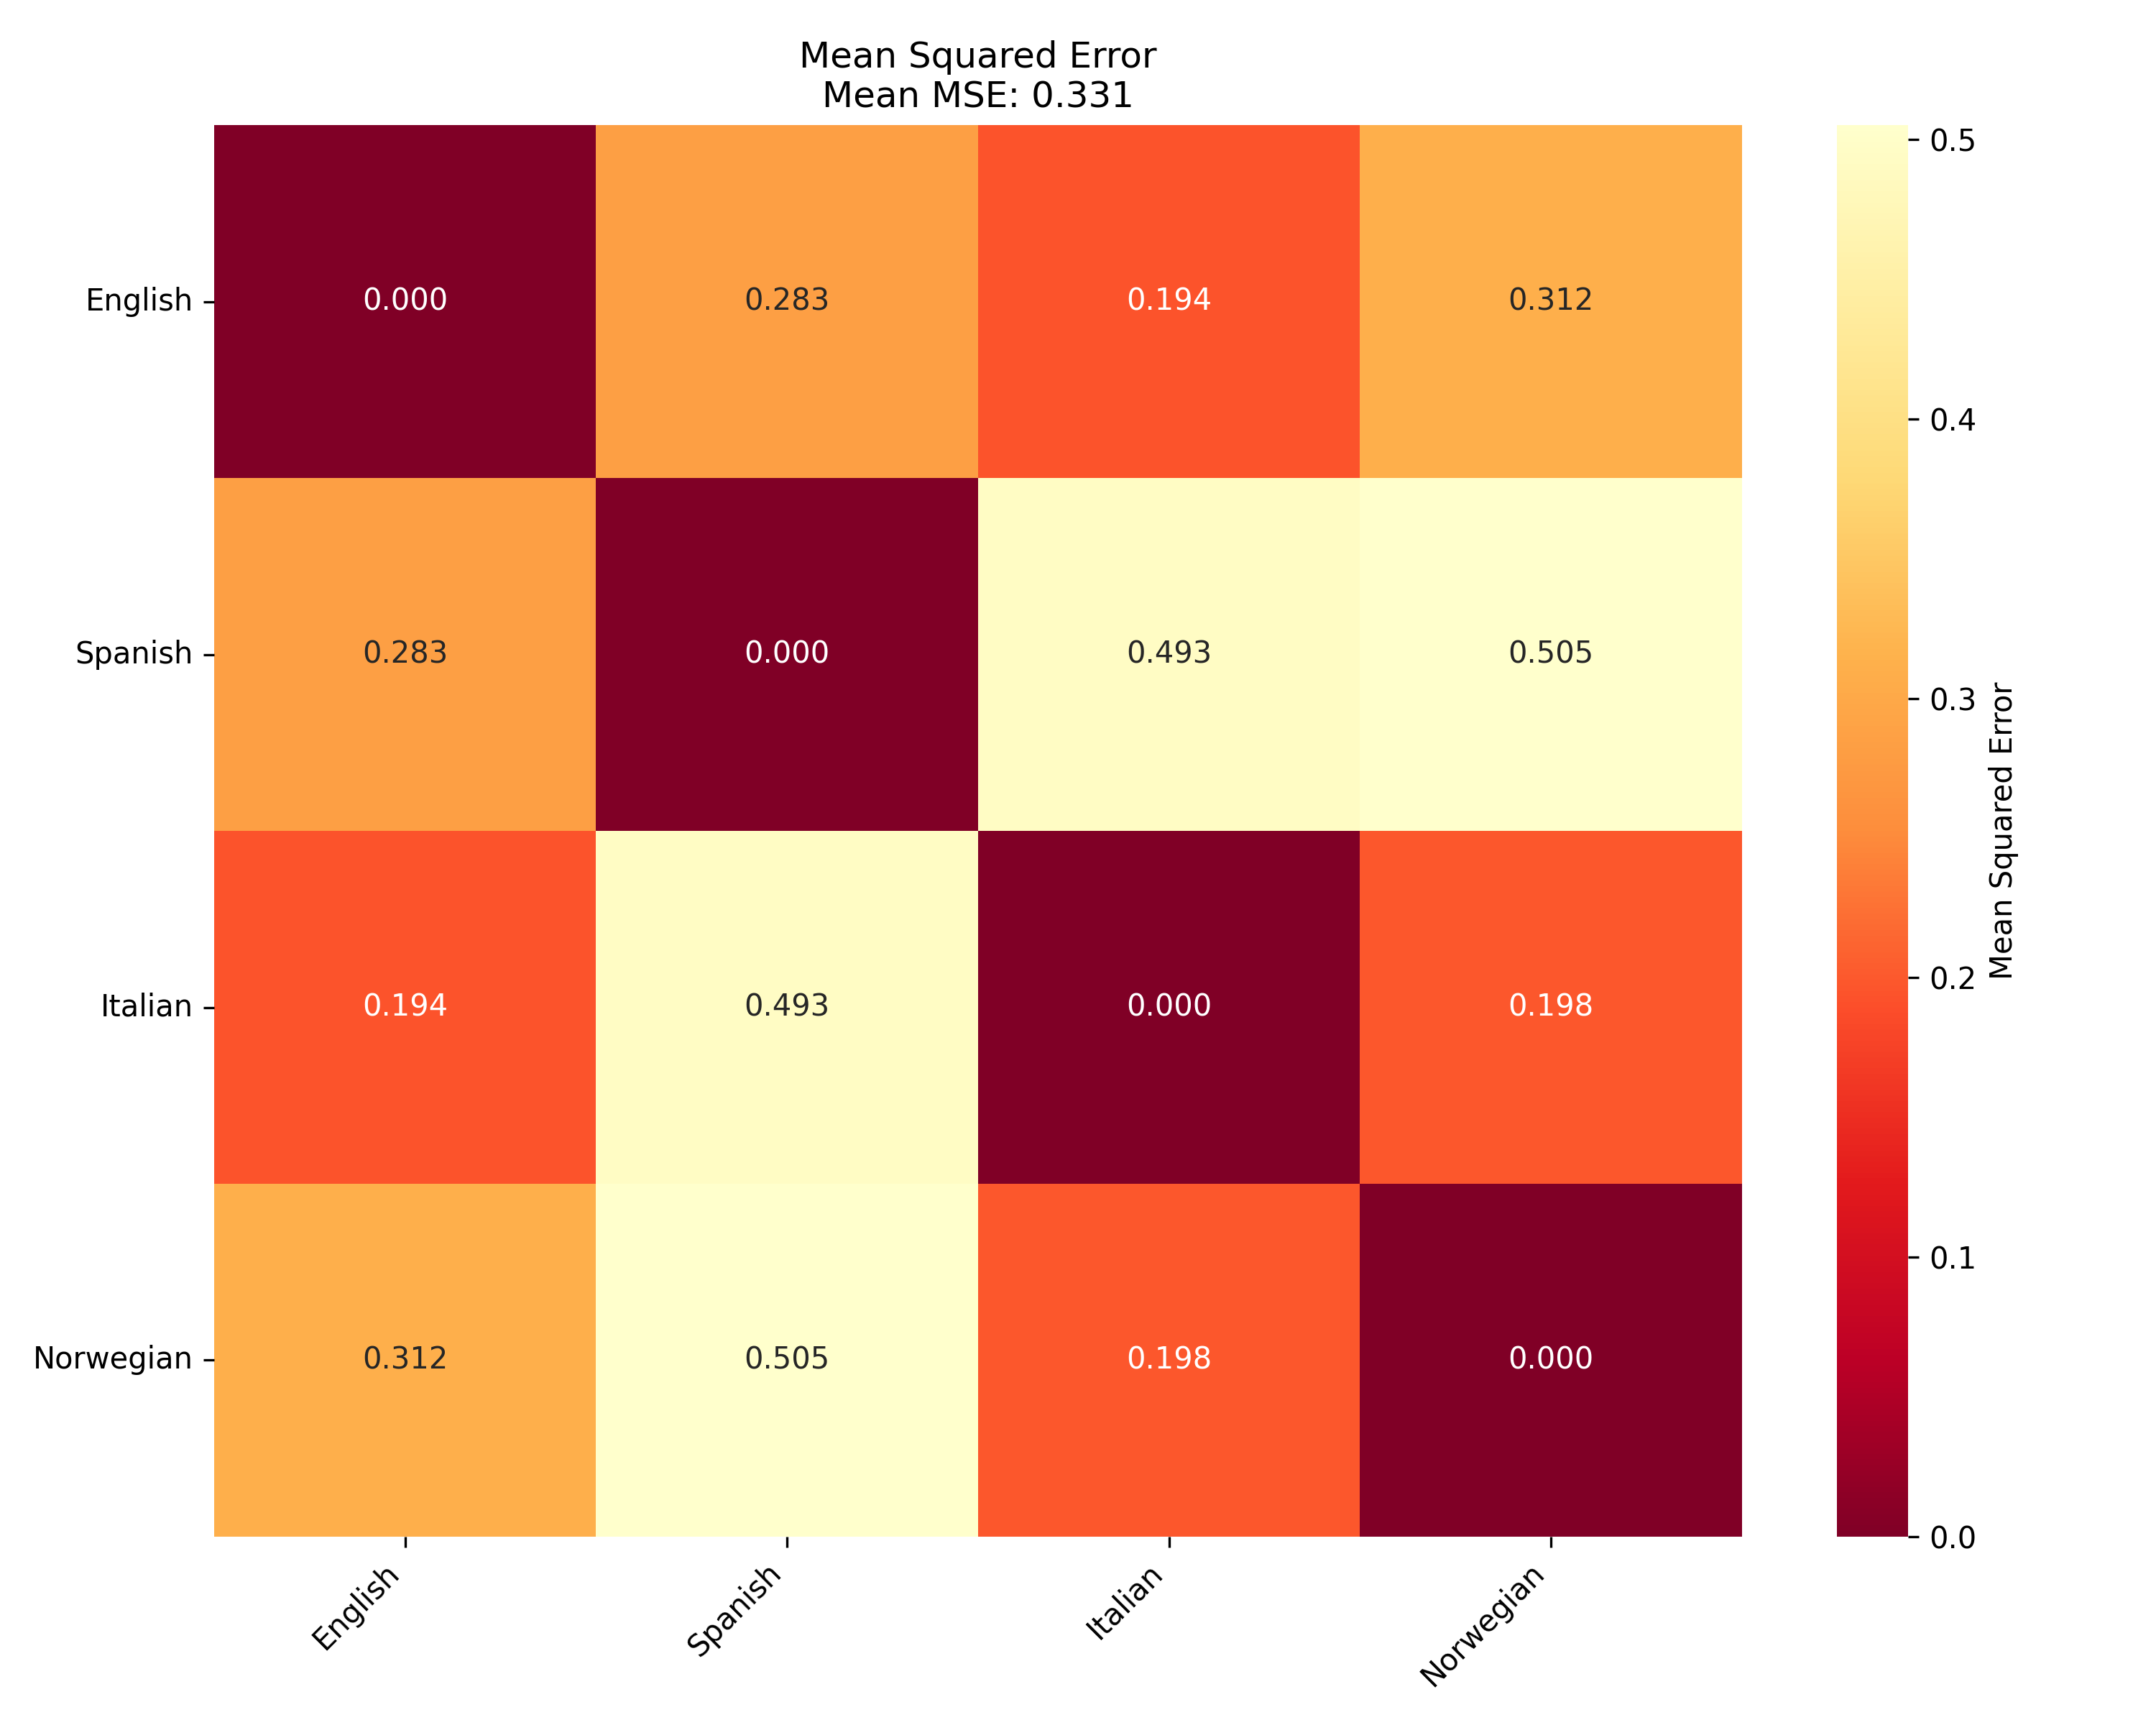 Mean Squared Error
Mean MSE: 0.331
English 0.000 0.283 0.194 0.312
Spanish 0.283 0.000 0.493 0.505
Italian 0.194 0.493 0.000 0.198
Norwegian 0.312 0.505 0.198 0.000
English Spanish Italian Norwegian
0.5
0.4
0.3
0.2
0.1
0.0
Mean Squared Error